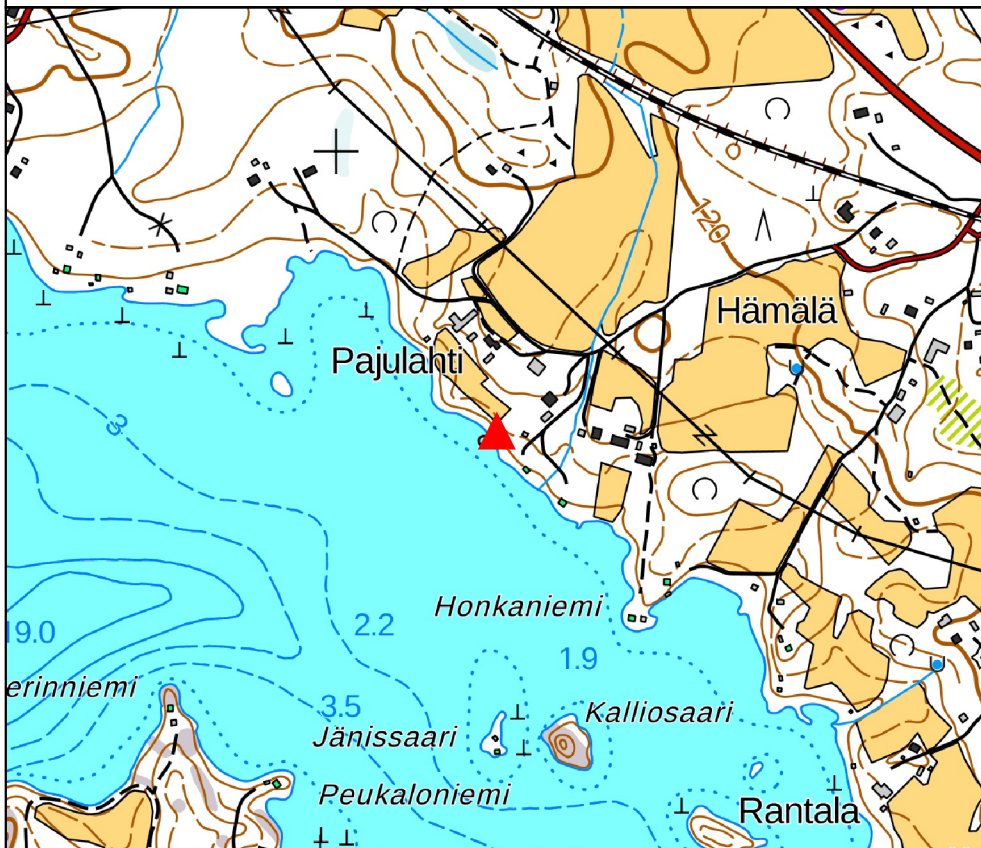 120
Hämälä
Pajulahti
3
Honkaniemi
2.2
1.9
19.0
erinniemi
3.5
Kalliosaari
Jänissaari
Peukaloniemi
Rantala